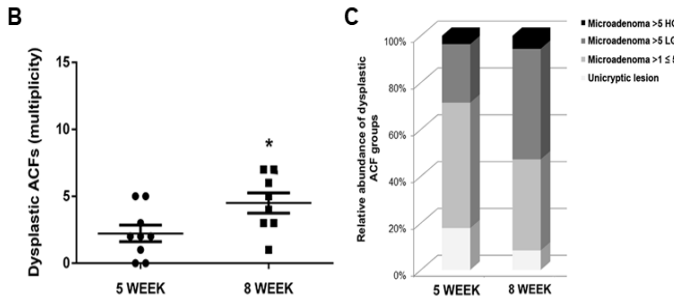 B
Dysplastic ACFs (multiplicity)
15
10
5
0
*
5 WEEK
8 WEEK
C
Relative abundance of dysplastic
ACF groups
100%
80%
60%
40%
20%
0%
5 WEEK
8 WEEK
Microadenoma >5 HG
Microadenoma >5 LG
Microadenoma >1 ≤ 5
Unicryptic lesion